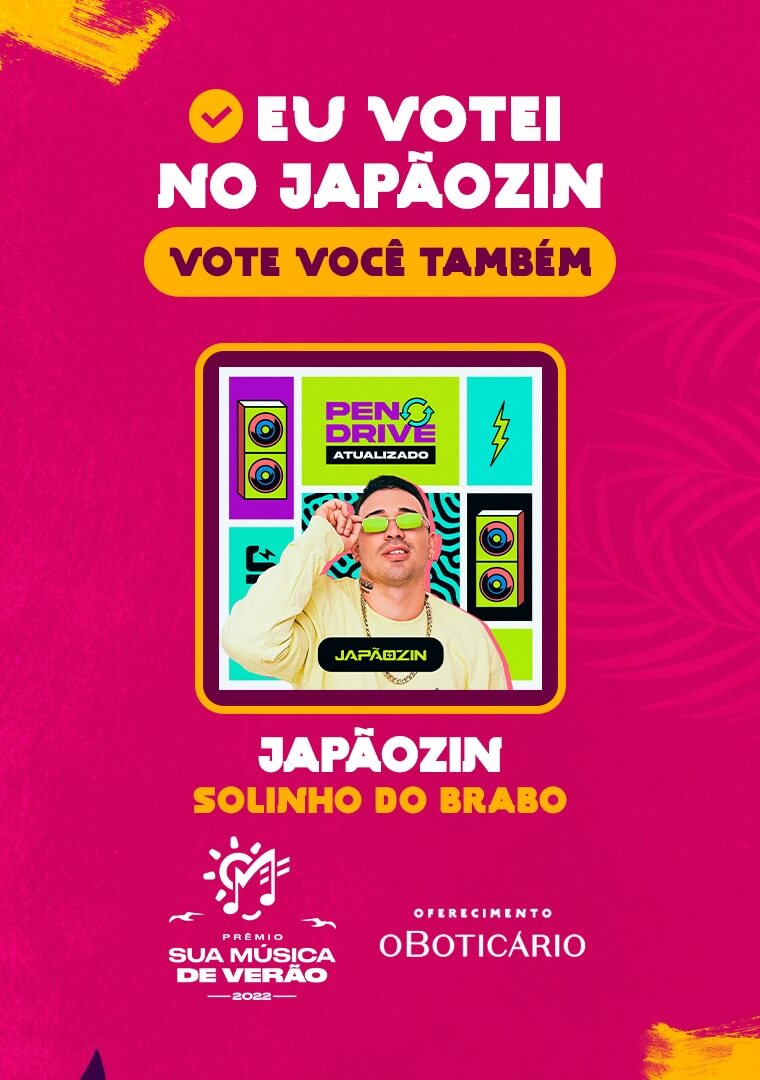 EU VOTEI
NO JAPÃOZIN
VOTE VOCÊ TAMBÉM
PEN
DRIVE
ATUALIZADO
JAPÃOZIN
JAPÃOZIN
SOLINHO DO BRABO
PRÊMIO
SUA MÚSICA
DE VERÃO
2022
OFERECIMENTO
OBOTICÁRIO